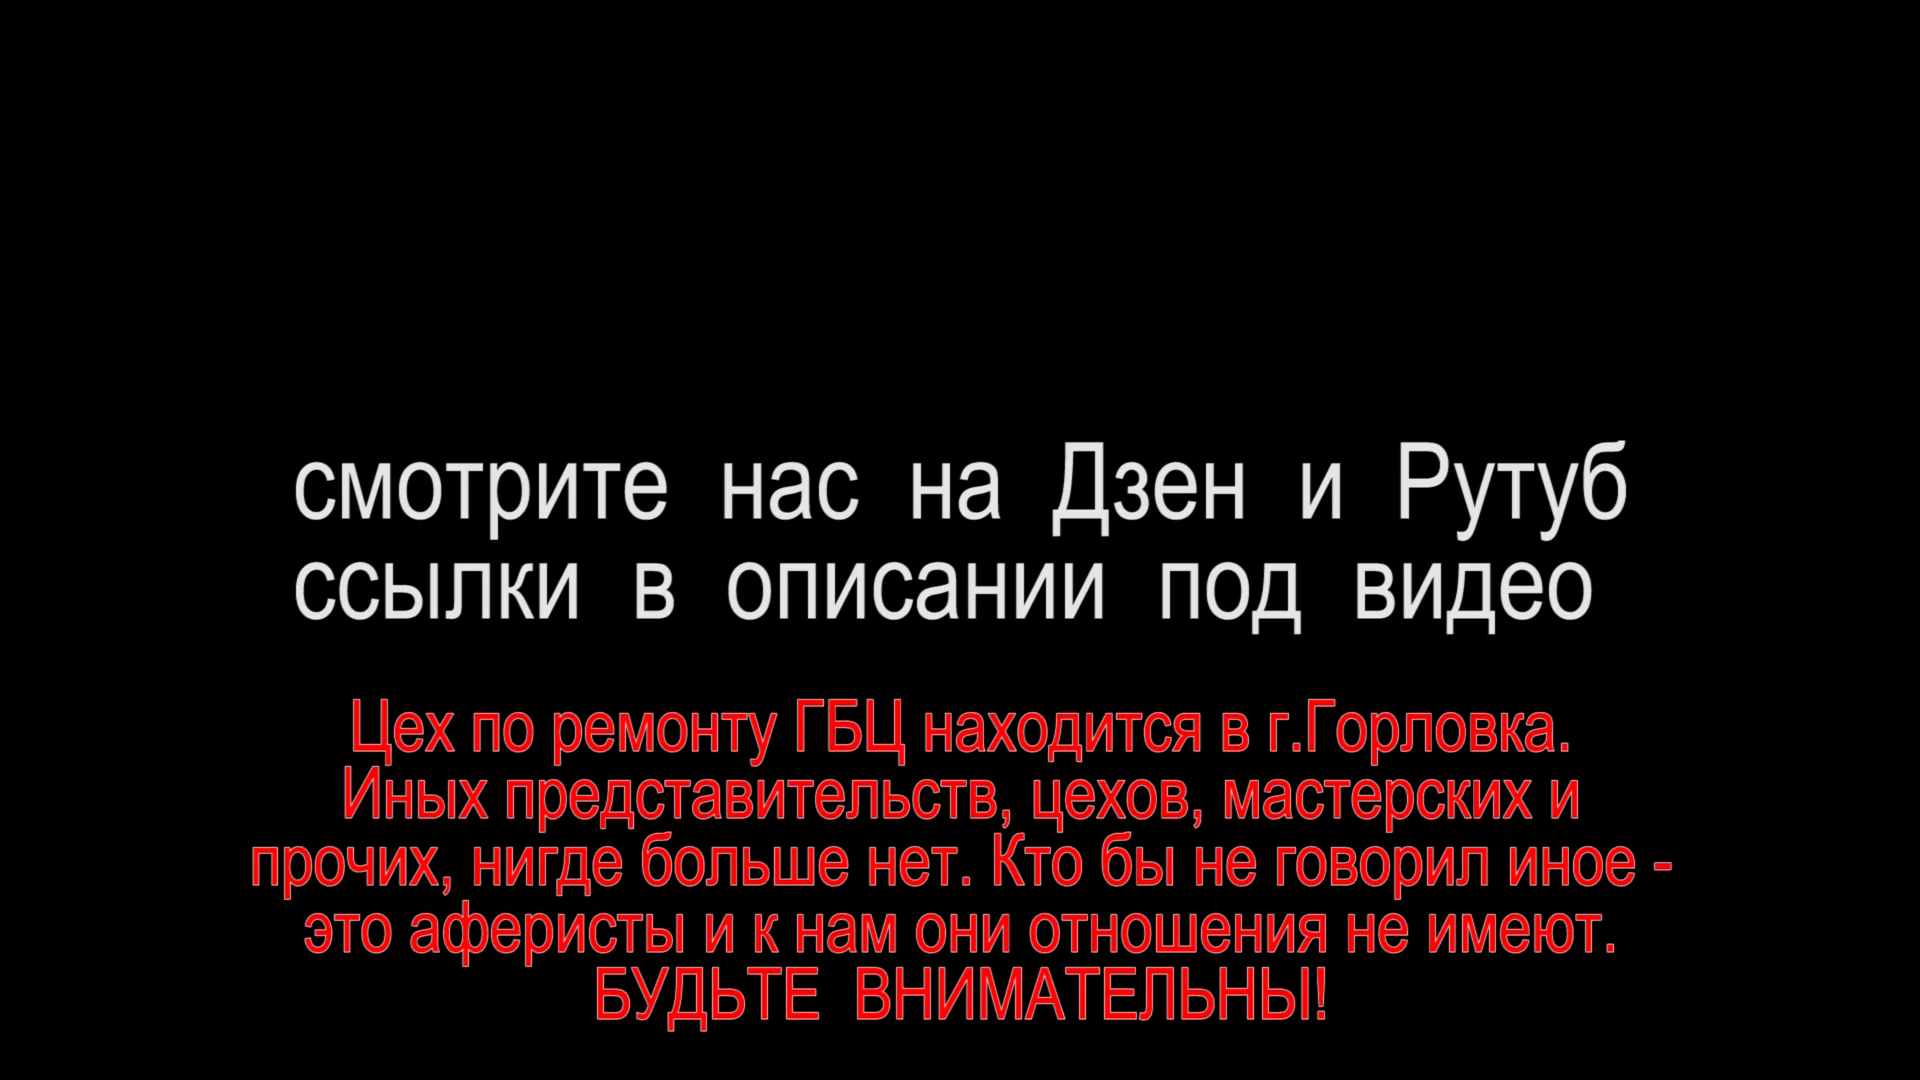 смотрите нас на Дзен и Рутуб
ссылки в описании под видео
Цех по ремонту ГБЦ находится в г.Горловка.
Иных представительств, цехов, мастерских и
прочих, нигде больше нет. Кто бы не говорил иное -
это аферисты и к нам они отношения не имеют.
БУДЬТЕ ВНИМАТЕЛЬНЫ!